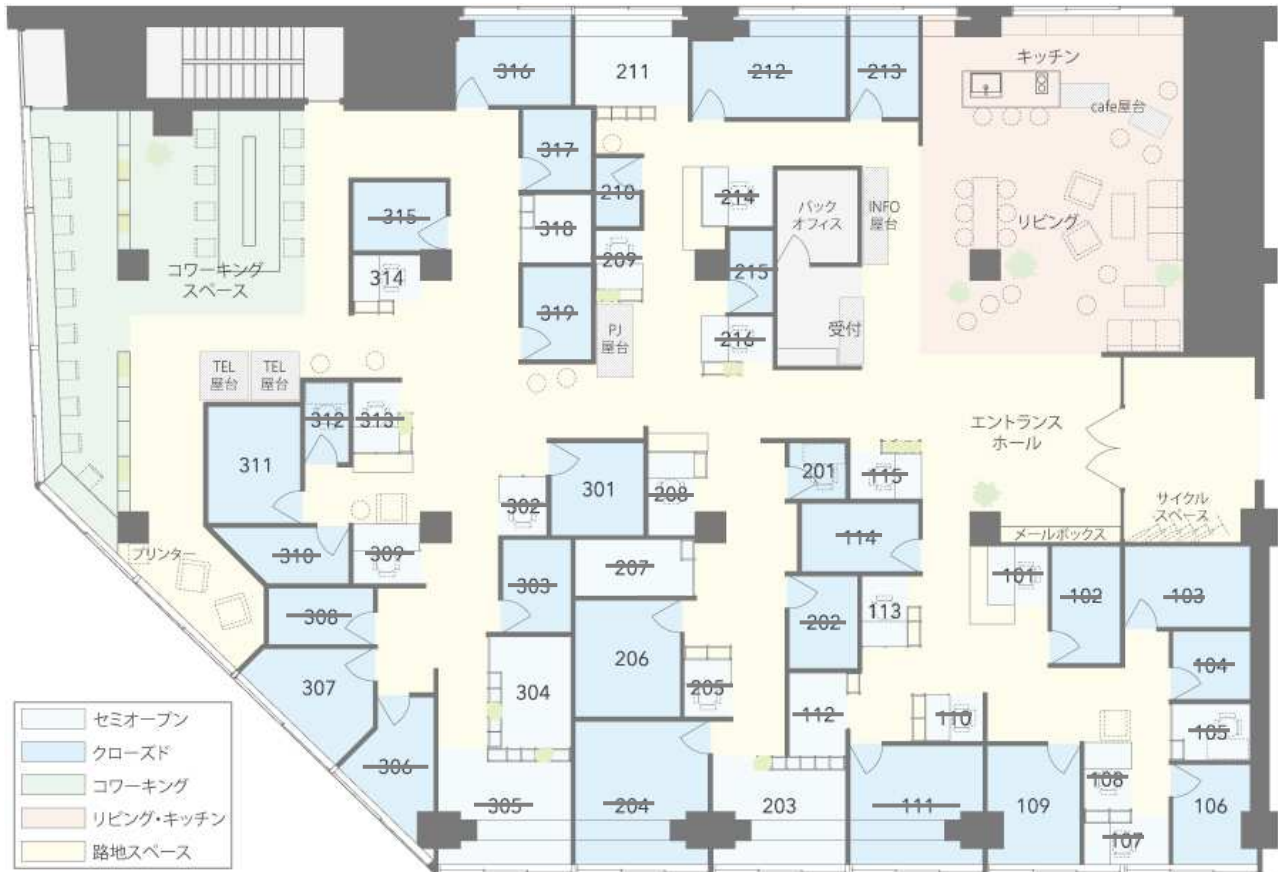 316
211
212
213
キッチン
cafe屋台
317
210
318
209
319
PJ
屋台
214
バック
オフィス
INFO
屋台
215
216
受付
リビング
315
314
コワーキング
スペース
TEL
屋台
TEL
屋台
312
313
311
310
309
プリンター
308
307
306
302
301
208
303
207
206
304
205
305
204
203
201
115
114
202
113
112
110
111
109
エントランス
ホール
サイクル
スペース
メールボックス
101
102
103
104
105
108
106
107
セミオープン
クローズド
コワーキング
リビング・キッチン
路地スペース